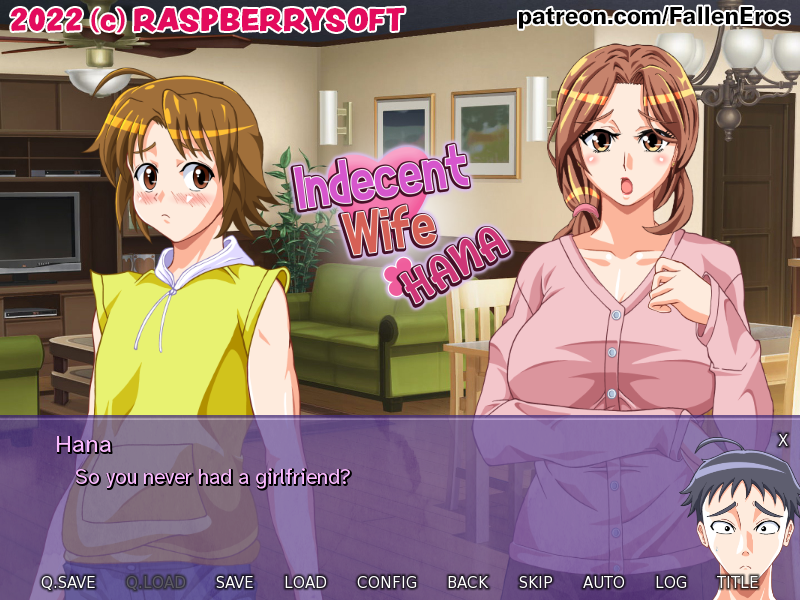 2022 (c) RASPBERRYSOFT
patreon.com/FallenEros
Indecent
Wife
HANA
Hana
So you never had a girlfriend?
X
Q.SAVE Q.LOAD SAVE LOAD CONFIG BACK SKIP AUTO LOG TITLE